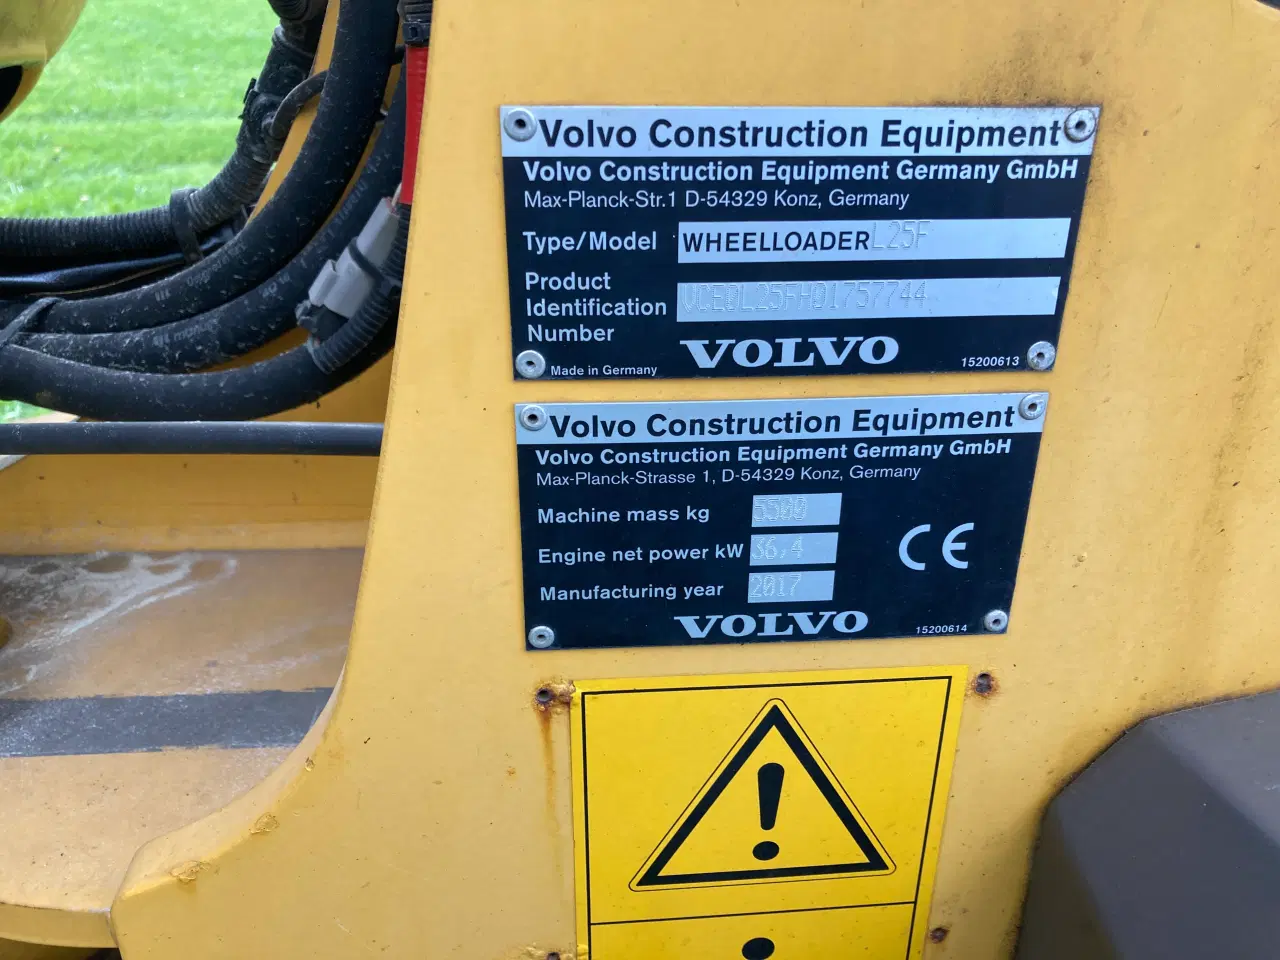 Volvo Construction Equipment
Volvo Construction Equipment Germany GmbH
Max-Planck-Str.1 D-54329 Konz, Germany
Type/Model WHEELLOADER L25F
Product
Identification VCE0L25FH01757744
Number
VOLVO
Made in Germany 15200613
Volvo Construction Equipment
Volvo Construction Equipment Germany GmbH
Max-Planck-Strasse 1, D-54329 Konz, Germany
Machine mass kg 5500
Engine net power kW 36,4
CE
Manufacturing year 2017
VOLVO
15200614